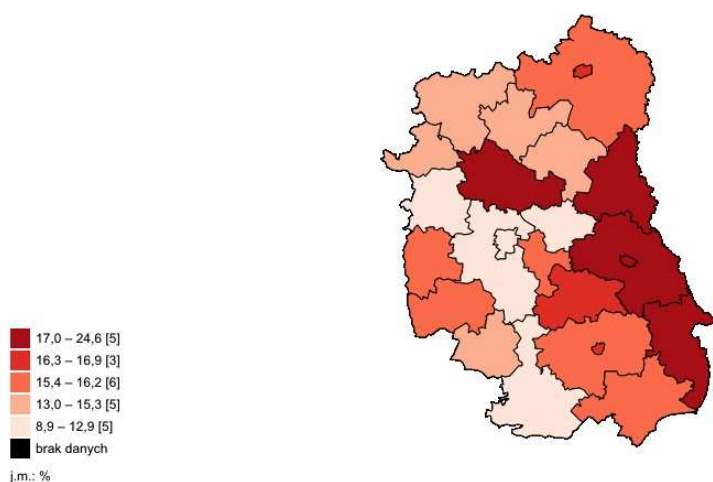 17,0 – 24,6 [5]
16,3 – 16,9 [3]
15,4 – 16,2 [6]
13,0 – 15,3 [5]
8,9 – 12,9 [5]
brak danych
j.m.: %